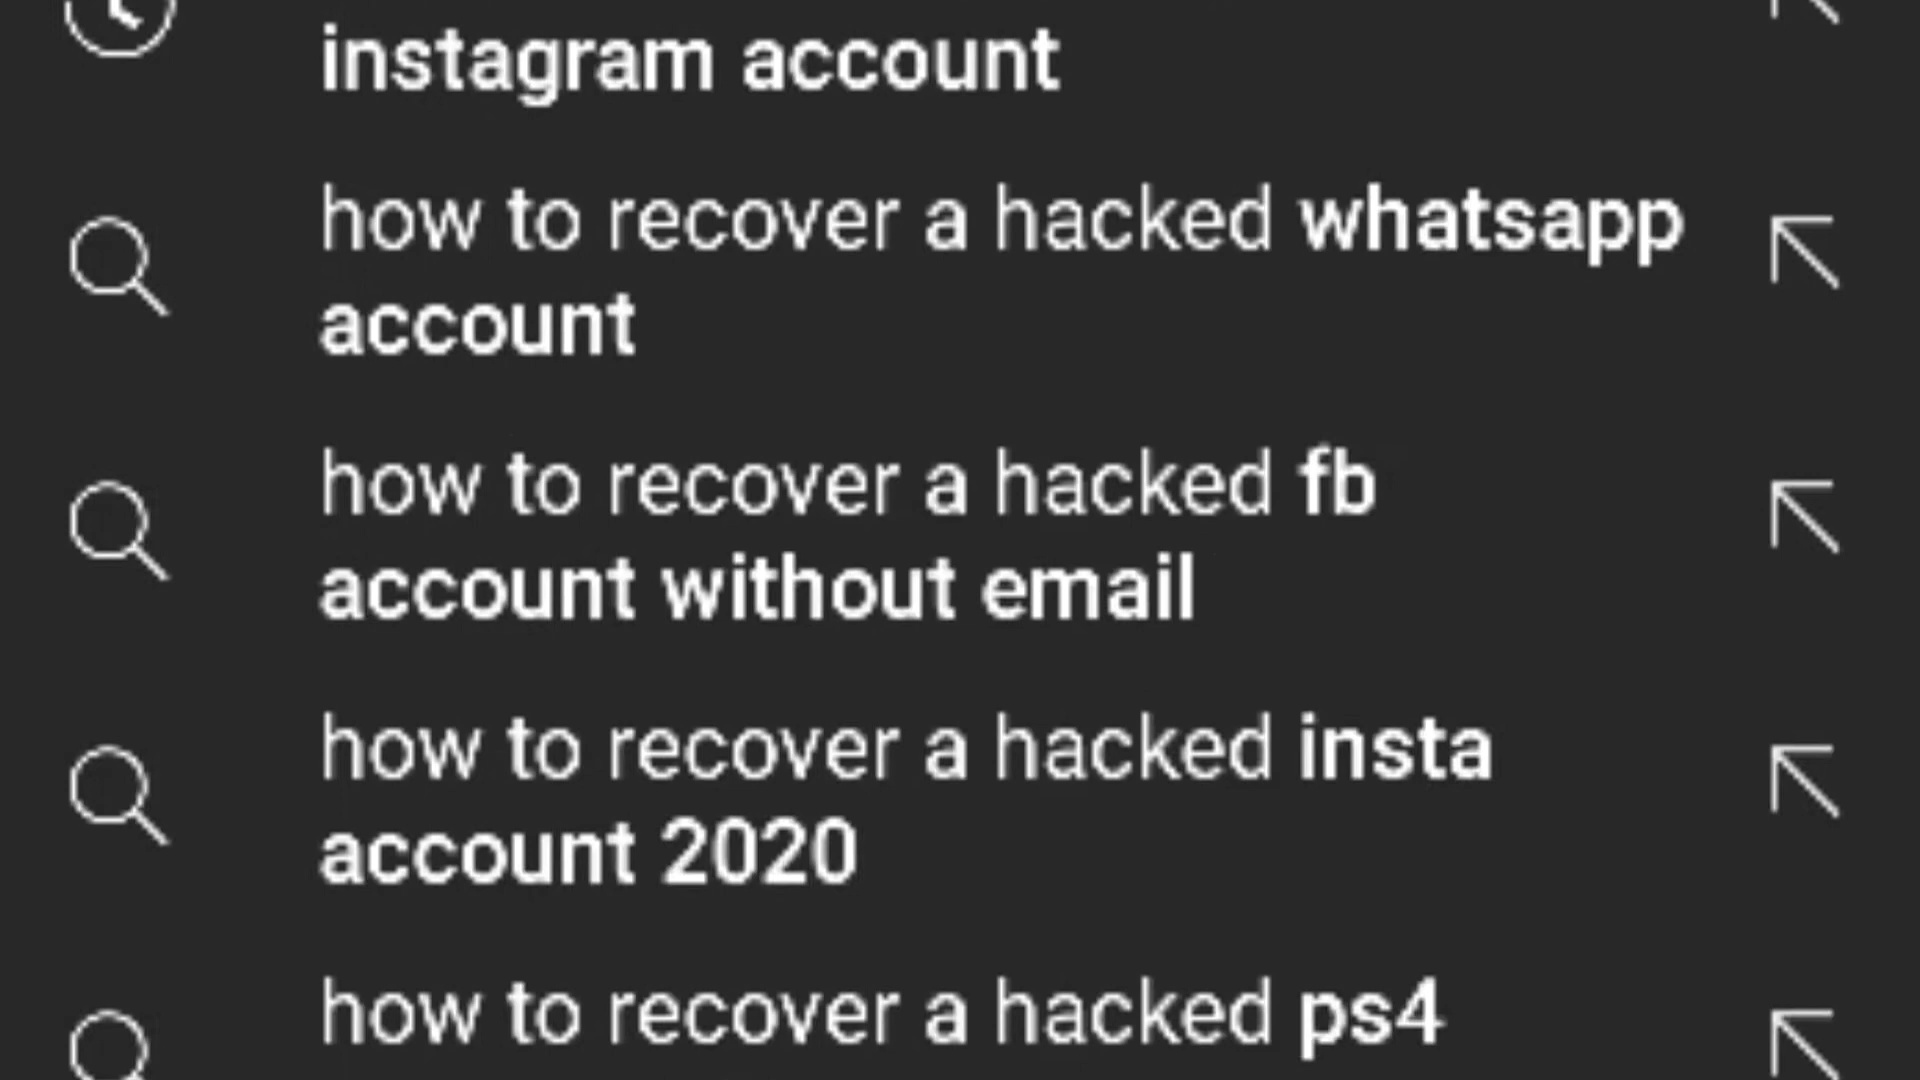 instagram account
how to recover a hacked whatsapp
account
how to recover a hacked fb
account without email
how to recover a hacked insta
account 2020
how to recover a hacked ps4